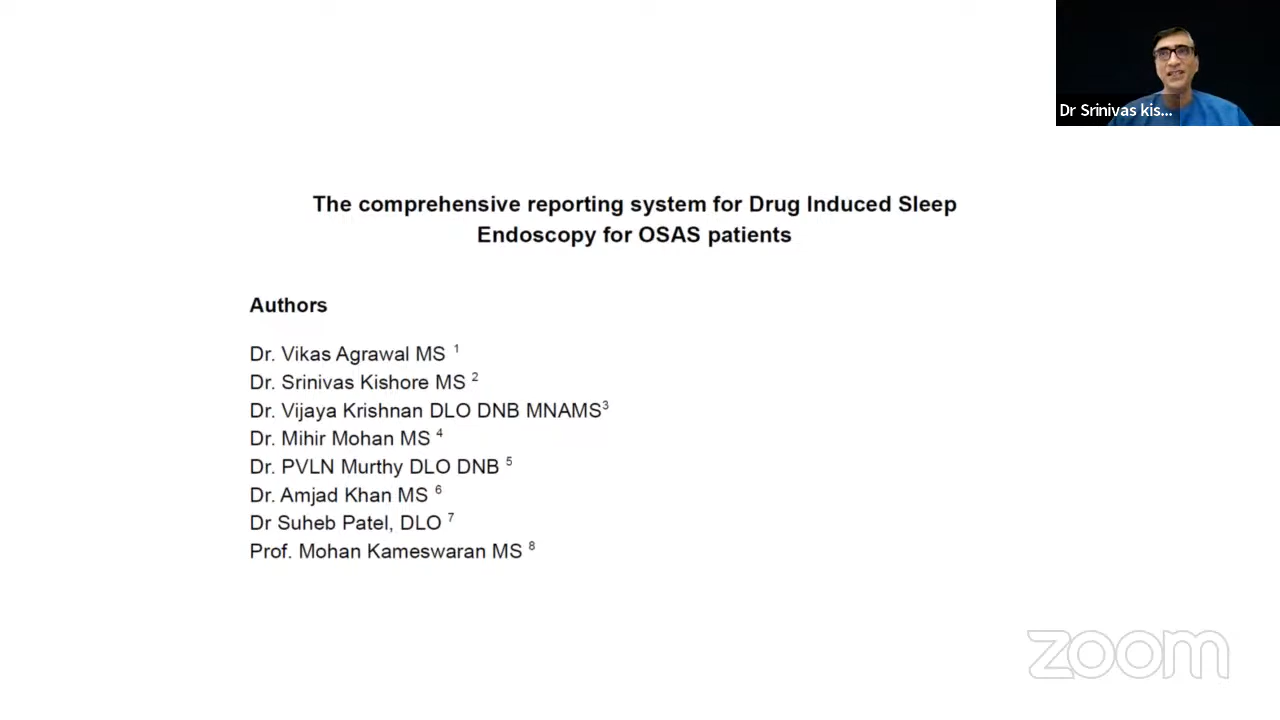 Dr Srinivas kis...
The comprehensive reporting system for Drug Induced Sleep
Endoscopy for OSAS patients
Authors
Dr. Vikas Agrawal MS 1
Dr. Srinivas Kishore MS 2
Dr. Vijaya Krishnan DLO DNB MNAMS3
Dr. Mihir Mohan MS 4
Dr. PVLN Murthy DLO DNB 5
Dr. Amjad Khan MS 6
Dr Suheb Patel, DLO 7
Prof. Mohan Kameswaran MS 8
zoom